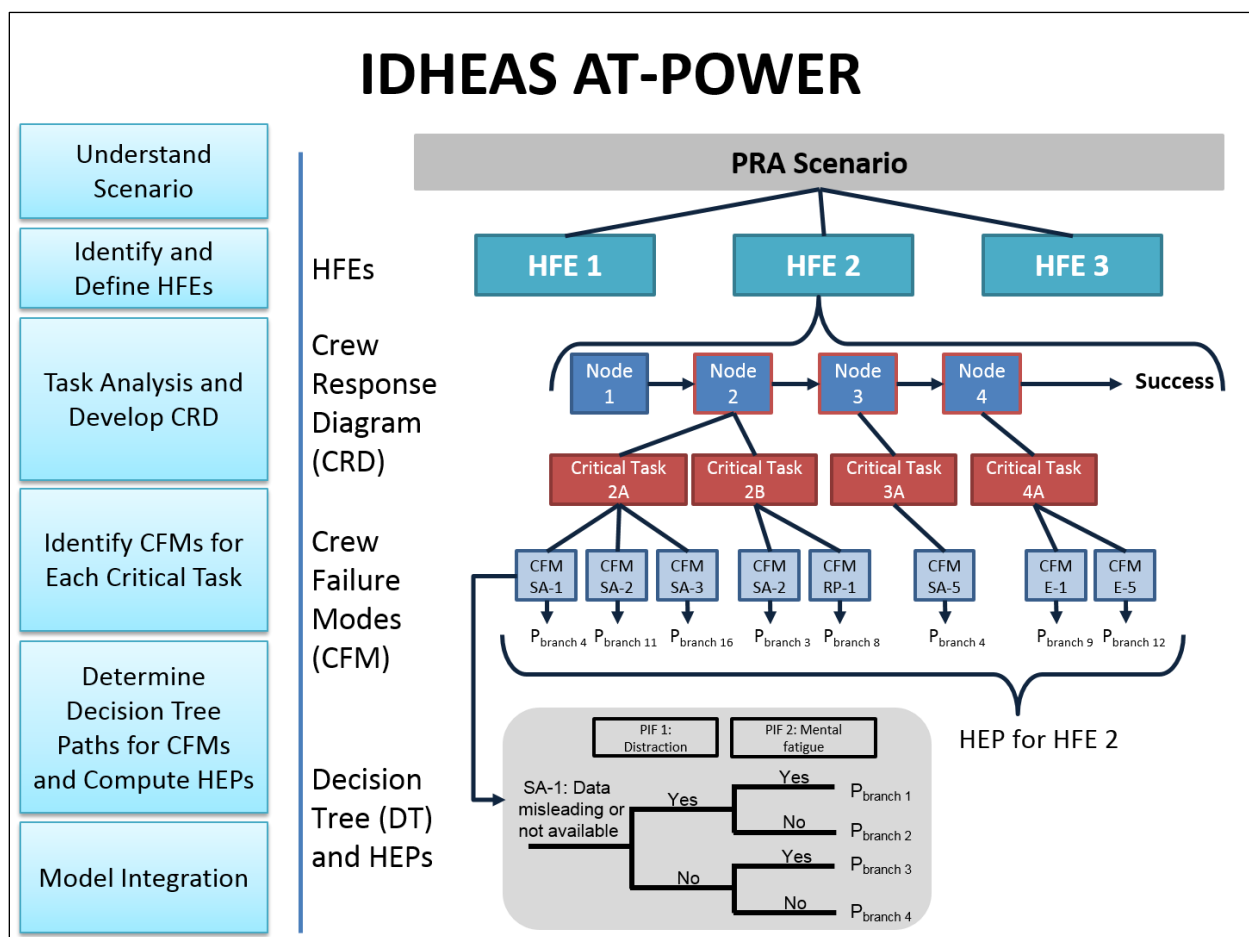 IDHEAS AT-POWER
Understand
Scenario
Identify and
Define HFEs
Task Analysis and
Develop CRD
Identify CFMs for
Each Critical Task
Determine
Decision Tree
Paths for CFMs
and Compute HEPs
Model Integration
HFEs
Crew
Response
Diagram
(CRD)
Crew
Failure
Modes
(CFM)
Decision
Tree (DT)
and HEPs
PRA Scenario
HFE 1
HFE 2
HFE 3
Node
1
Node
2
Node
3
Node
4
Success
Critical Task
2A
Critical Task
2B
Critical Task
3A
Critical Task
4A
CFM
SA-1
CFM
SA-2
CFM
SA-3
CFM
SA-2
CFM
RP-1
CFM
SA-5
CFM
E-1
CFM
E-5
Pbranch 4
Pbranch 11
Pbranch 16
Pbranch 3
Pbranch 8
Pbranch 4
Pbranch 9
Pbranch 12
HEP for HFE 2
PIF 1:
Distraction
PIF 2: Mental
fatigue
SA-1: Data
misleading or
not available
Yes
No
Yes
No
Yes
No
Pbranch 1
Pbranch 2
Pbranch 3
Pbranch 4